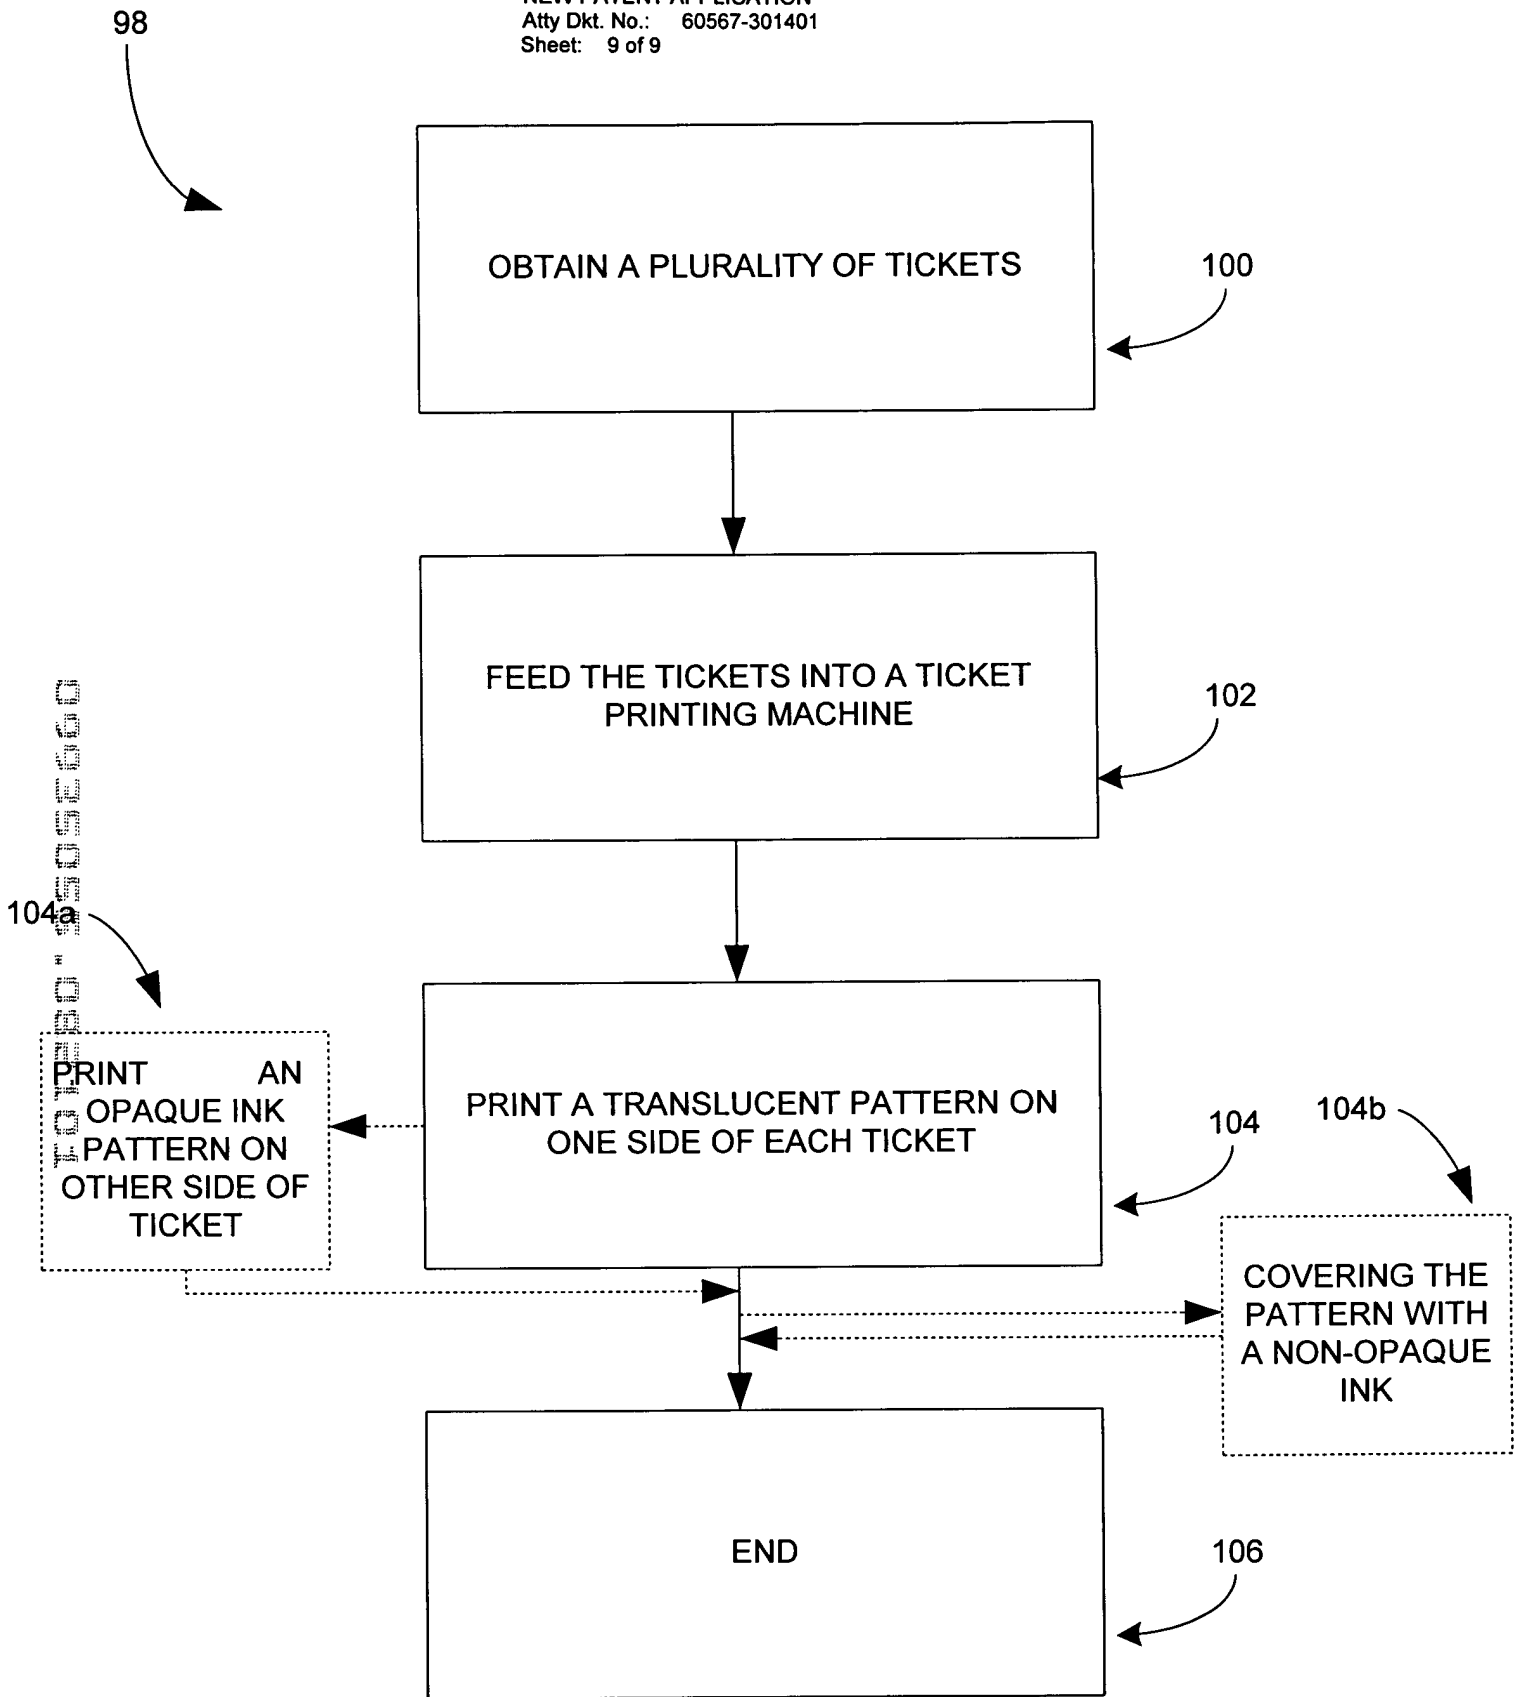 Atty Dkt. No.: 60567-301401
Sheet: 9 of 9
98
OBTAIN A PLURALITY OF TICKETS
100
FEED THE TICKETS INTO A TICKET
PRINTING MACHINE
102
104a
PRINT AN
OPAQUE INK
PATTERN ON
OTHER SIDE OF
TICKET
PRINT A TRANSLUCENT PATTERN ON
ONE SIDE OF EACH TICKET
104
104b
COVERING THE
PATTERN WITH
A NON-OPAQUE
INK
END
106